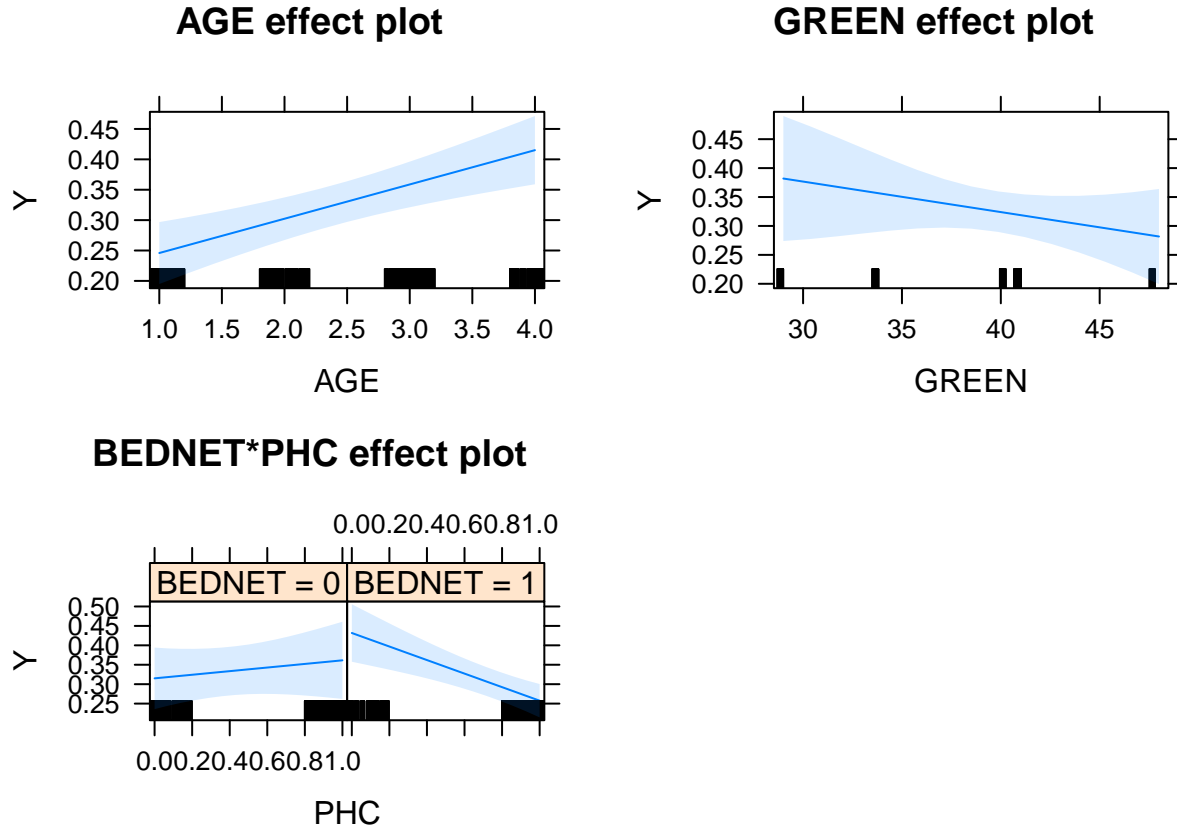 AGE effect plot
Y
0.45
0.40
0.35
0.30
0.25
0.20
1.0 1.5 2.0 2.5 3.0 3.5 4.0
AGE
GREEN effect plot
Y
0.45
0.40
0.35
0.30
0.25
0.20
30 35 40 45
GREEN
BEDNET*PHC effect plot
0.00.20.40.60.81.0
BEDNET = 0 BEDNET = 1
Y
0.50
0.45
0.40
0.35
0.30
0.25
0.00.20.40.60.81.0
PHC